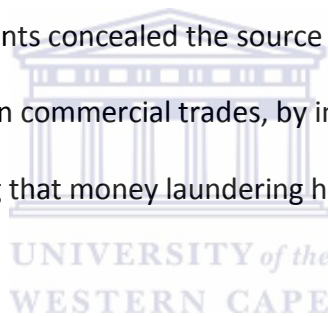 nts concealed the source
n commercial trades, by in
g that money laundering h
UNIVERSITY of the
WESTERN CAPE